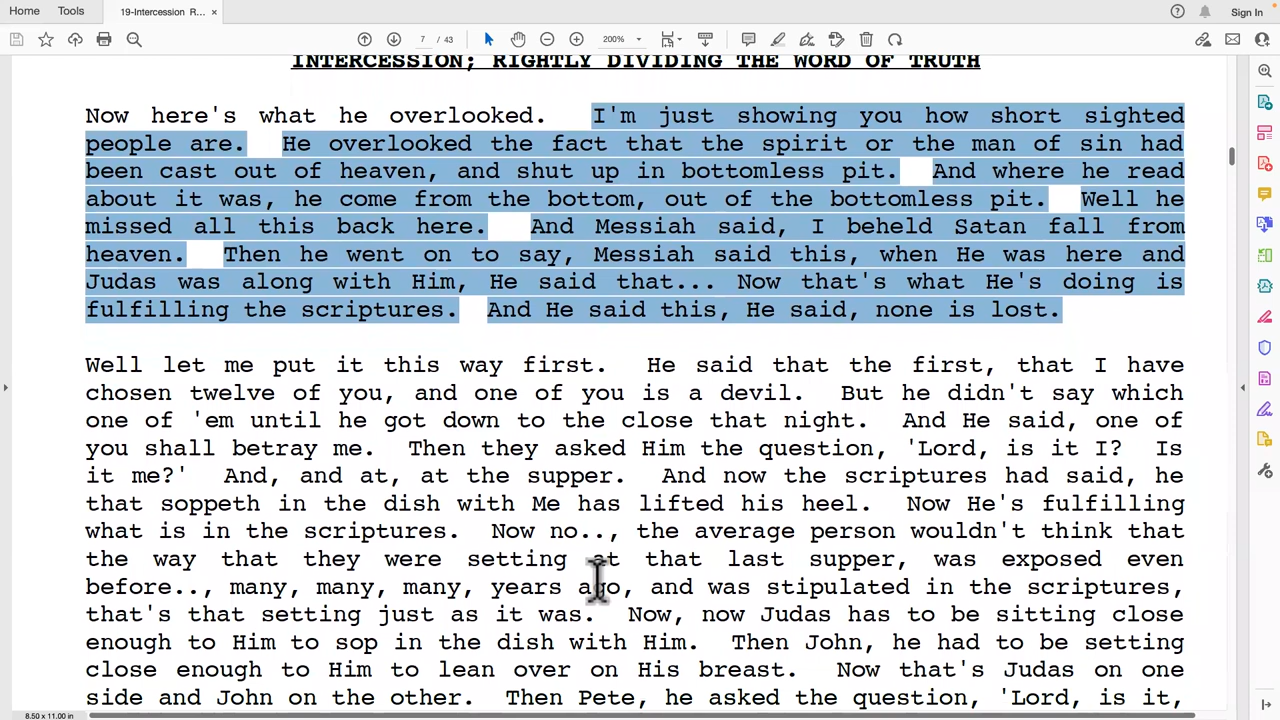 Home Tools 19-Intercession R... × Sign In
7 / 43 200%
INTERCESSION; RIGHTLY DIVIDING THE WORD OF TRUTH
Now here's what he overlooked. I'm just showing you how short sighted
people are. He overlooked the fact that the spirit or the man of sin had
been cast out of heaven, and shut up in bottomless pit. And where he read
about it was, he come from the bottom, out of the bottomless pit. Well he
missed all this back here. And Messiah said, I beheld Satan fall from
heaven. Then he went on to say, Messiah said this, when He was here and
Judas was along with Him, He said that... Now that's what He's doing is
fulfilling the scriptures. And He said this, He said, none is lost.
Well let me put it this way first. He said that the first, that I have
chosen twelve of you, and one of you is a devil. But he didn't say which
one of 'em until he got down to the close that night. And He said, one of
you shall betray me. Then they asked Him the question, 'Lord, is it I? Is
it me?' And, and at, at the supper. And now the scriptures had said, he
that soppeth in the dish with Me has lifted his heel. Now He's fulfilling
what is in the scriptures. Now no.., the average person wouldn't think that
the way that they were setting at that last supper, was exposed even
before.., many, many, many, years ago, and was stipulated in the scriptures,
that's that setting just as it was. Now, now Judas has to be sitting close
enough to Him to sop in the dish with Him. Then John, he had to be setting
close enough to Him to lean over on His breast. Now that's Judas on one
side and John on the other. Then Pete, he asked the question, 'Lord, is it,
8.50 x 11.00 in